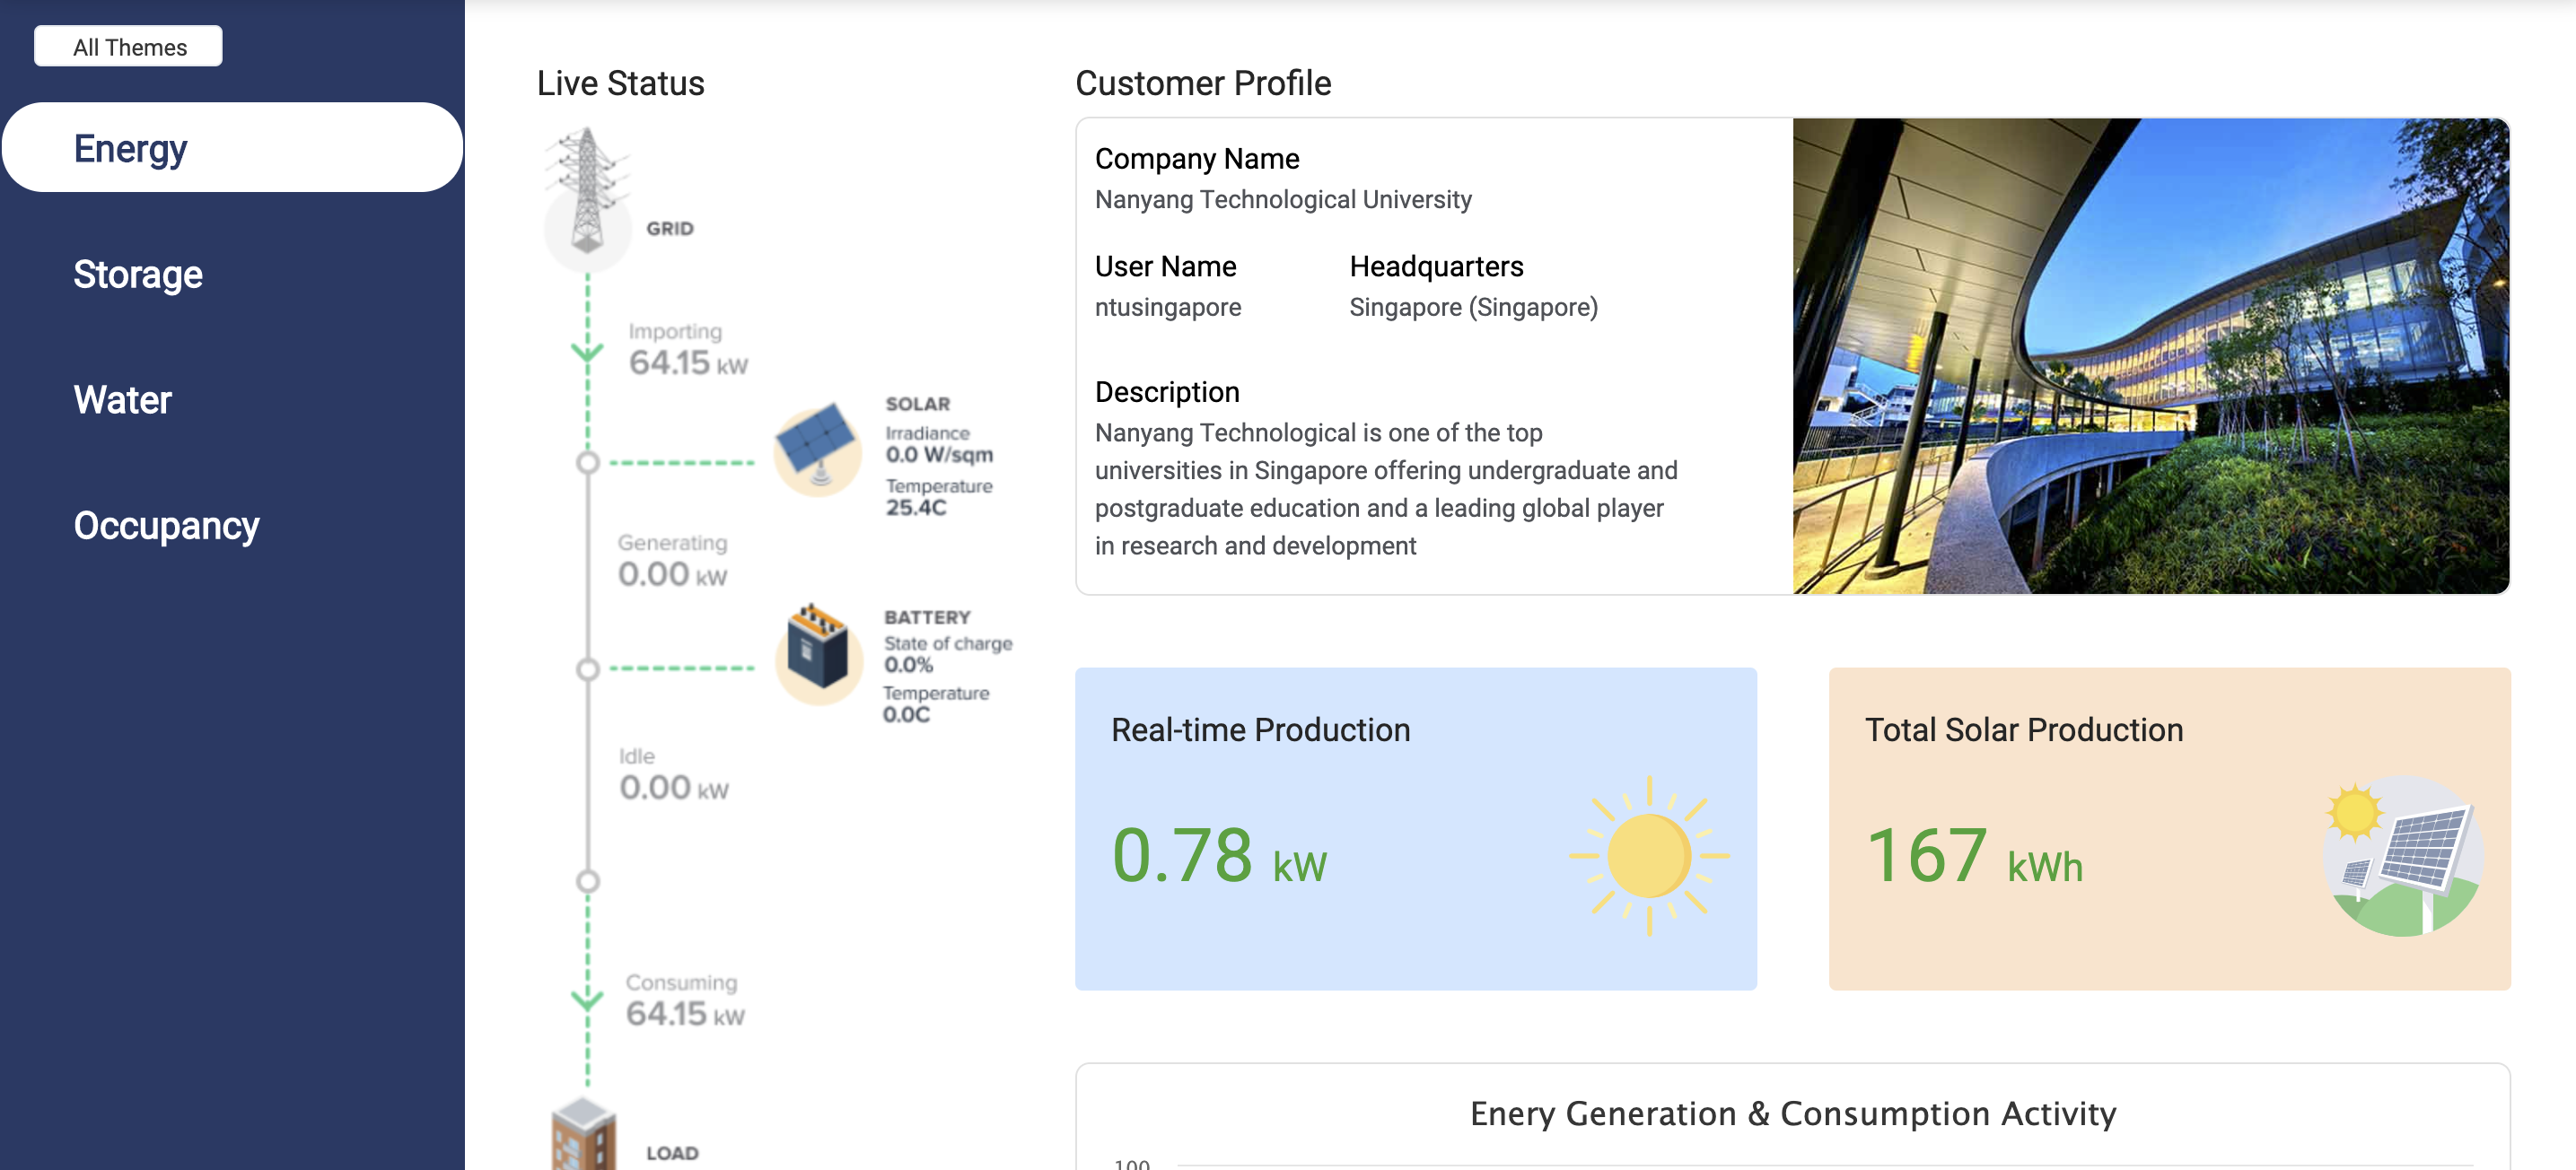 All Themes
Energy
Storage
Water
Occupancy
Live Status
GRID
Importing
64.15 kW
SOLAR
Irradiance
0.0 W/sqm
Temperature
25.4C
Generating
0.00 kW
BATTERY
State of charge
0.0%
Temperature
0.0C
Idle
0.00 kW
Consuming
64.15 kW
LOAD
Customer Profile
Company Name
Nanyang Technological University
User Name
ntusingapore
Headquarters
Singapore (Singapore)
Description
Nanyang Technological is one of the top
universities in Singapore offering undergraduate and
postgraduate education and a leading global player
in research and development
Real-time Production
0.78 kW
Total Solar Production
167 kWh
Enery Generation & Consumption Activity
100